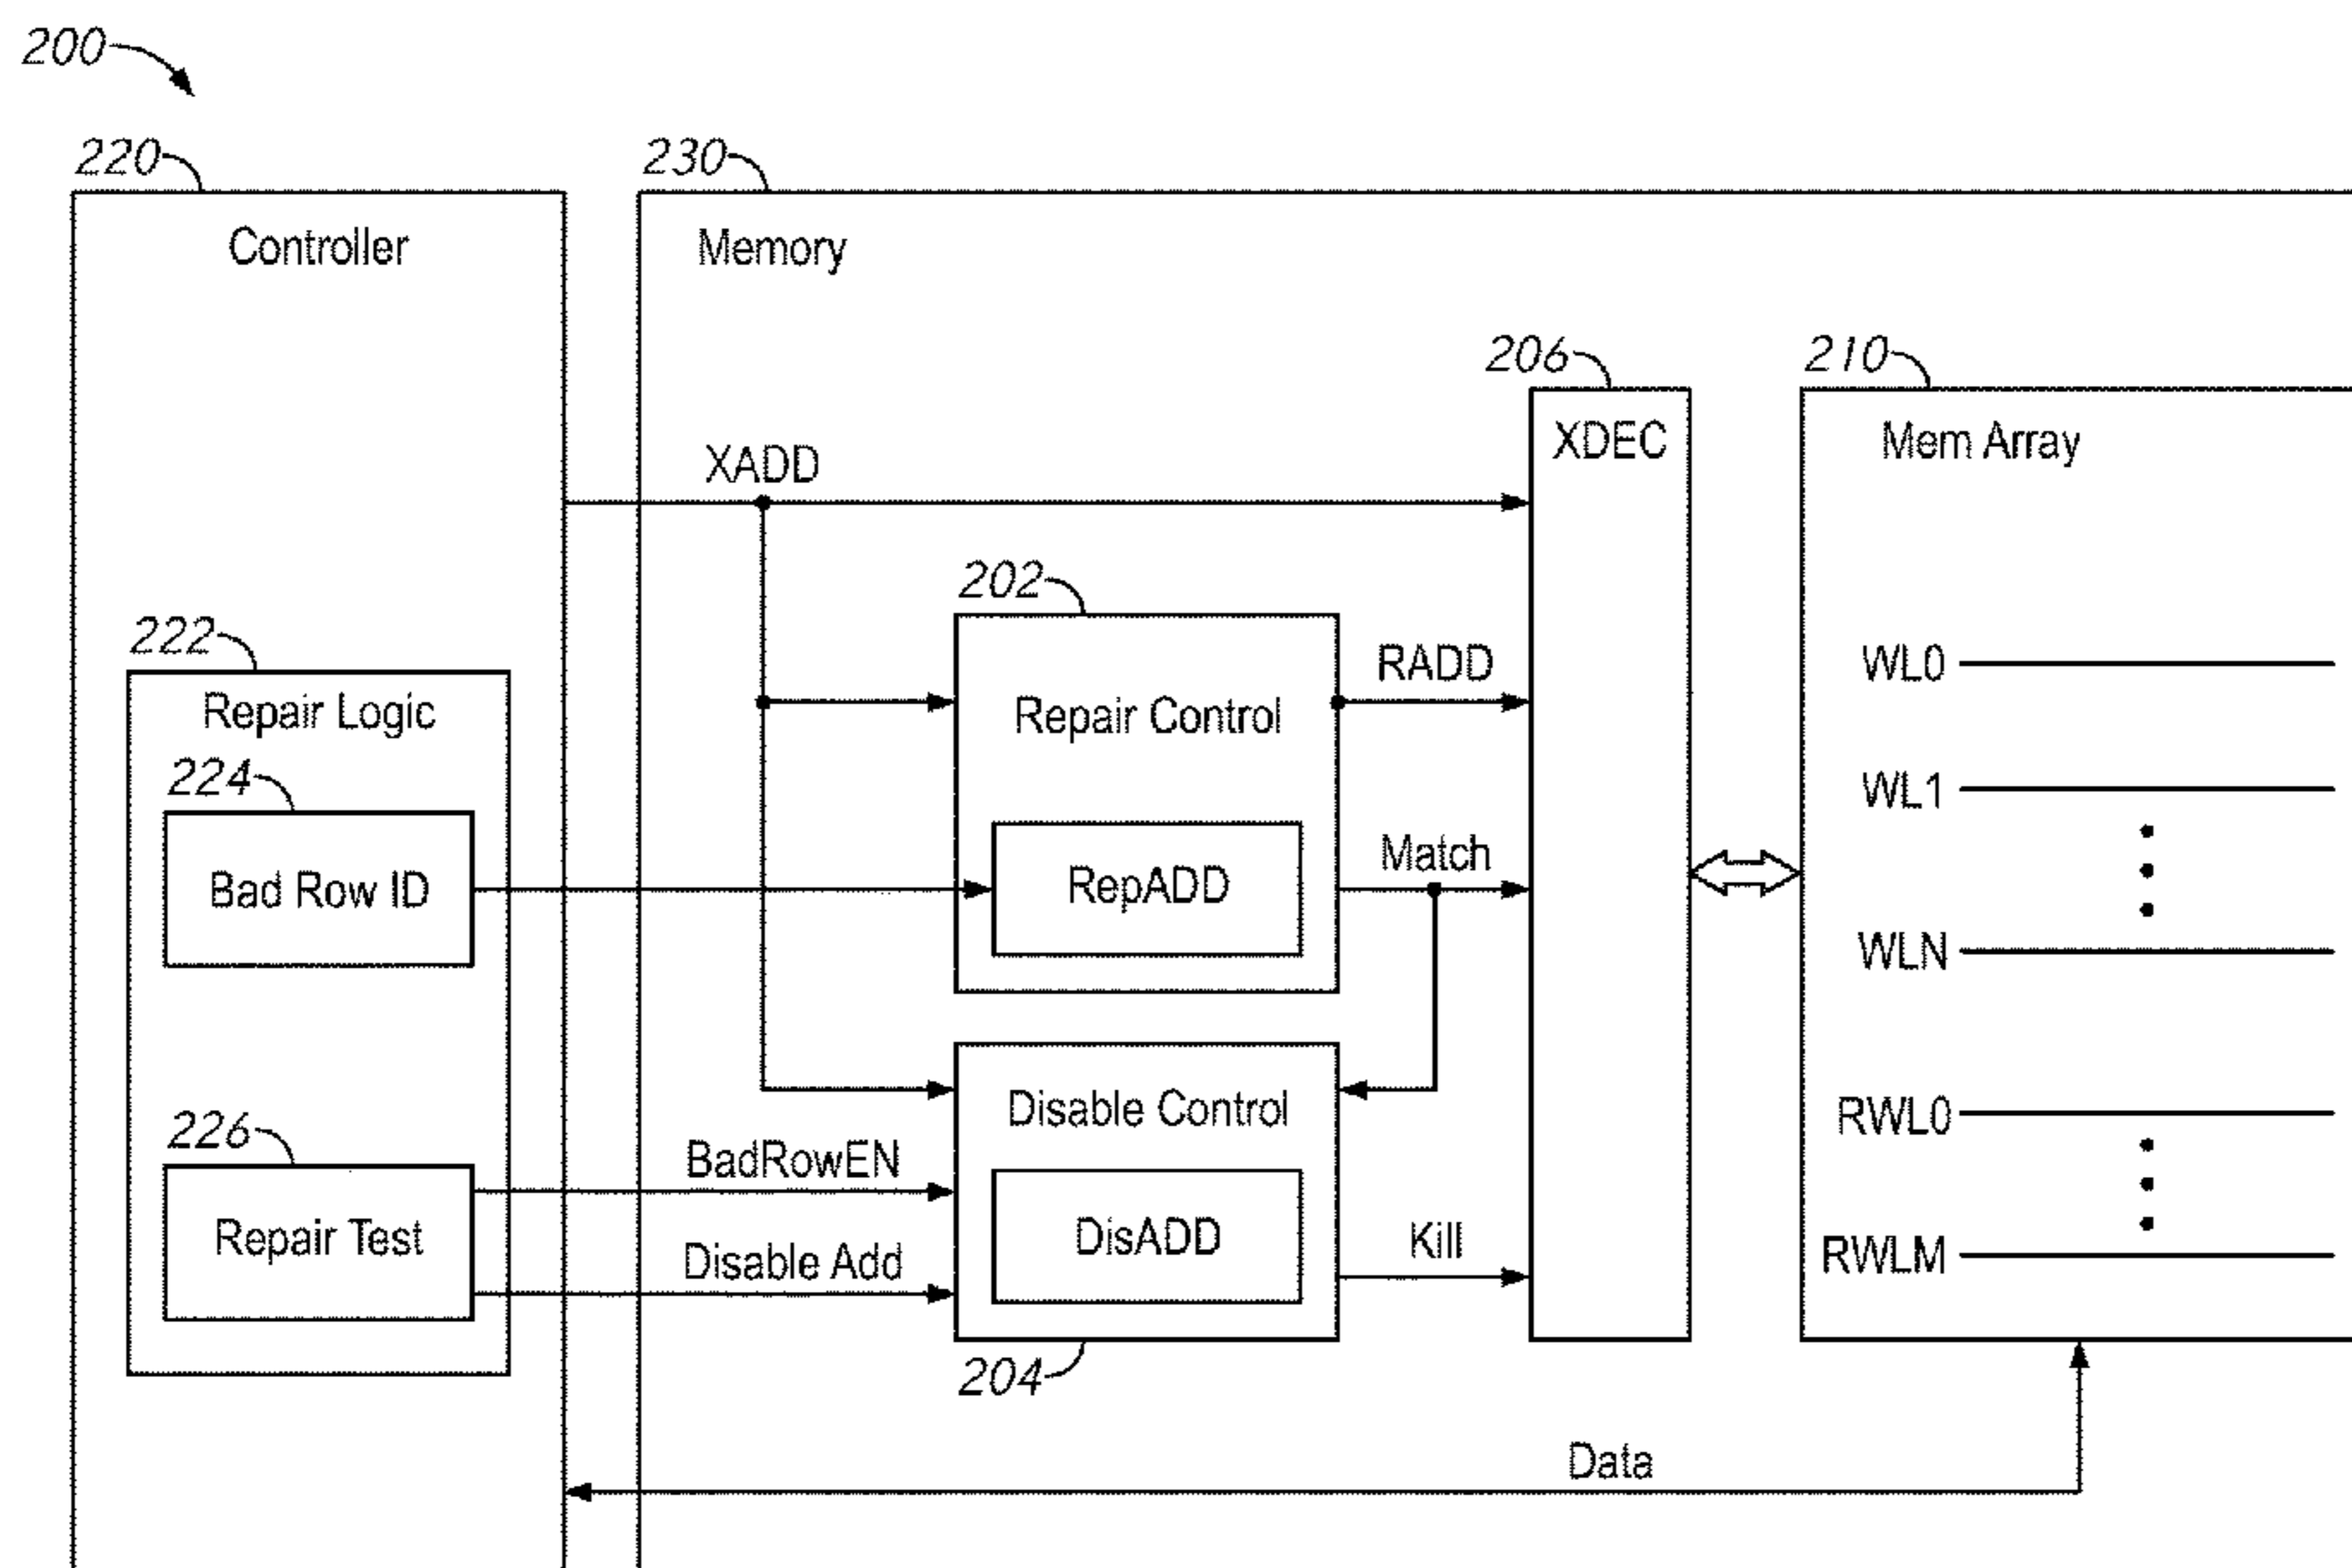 200
220
230
Controller
Memory
206
210
XDEC
Mem Array
XADD
202
222
Repair Logic
RADD
WL0
Repair Control
224
WL1
Bad Row ID
RepADD
Match
WLN
226
Disable Control
RWL0
BadRowEN
Repair Test
DisADD
Kill
Disable Add
RWLM
204
Data